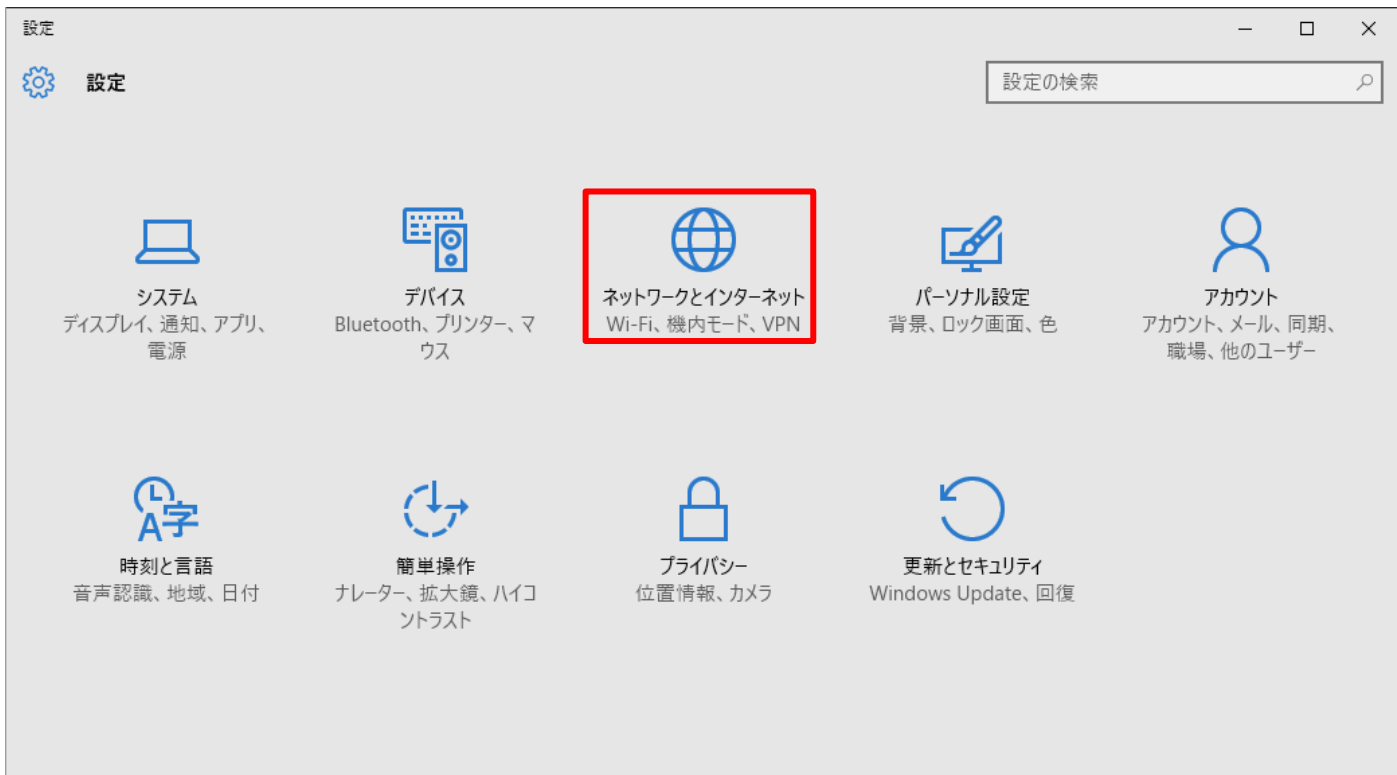 設定
設定
設定の検索
システム
ディスプレイ、通知、アプリ、
電源
デバイス
Bluetooth、プリンター、マ
ウス
ネットワークとインターネット
Wi-Fi、機内モード、VPN
パーソナル設定
背景、ロック画面、色
アカウント
アカウント、メール、同期、
職場、他のユーザー
時刻と言語
音声認識、地域、日付
簡単操作
ナレーター、拡大鏡、ハイコ
ントラスト
プライバシー
位置情報、カメラ
更新とセキュリティ
Windows Update、回復